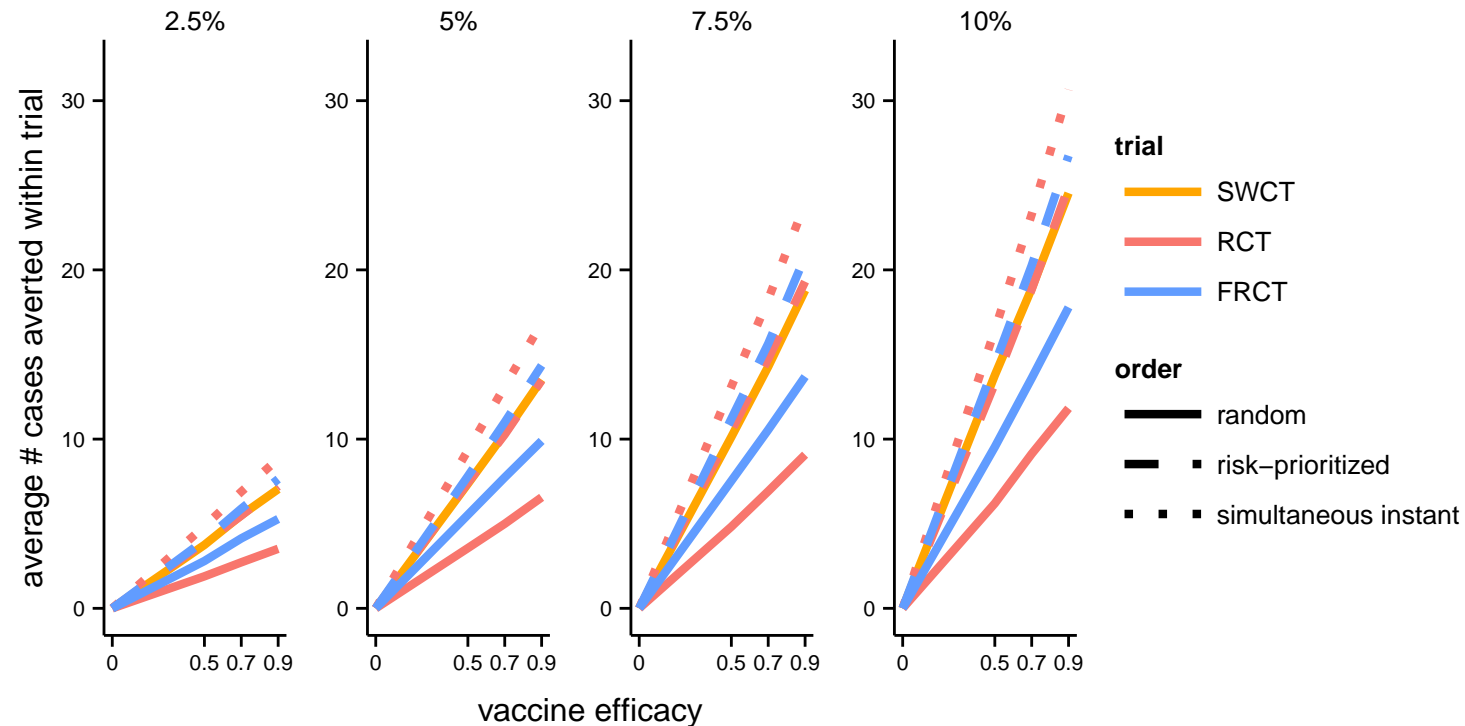 2.5% 5% 7.5% 10%
average # cases averted within trial
30 30 30 30
20 20 20 20
10 10 10 10
0 0 0 0
0 0.5 0.7 0.9 0 0.5 0.7 0.9 0 0.5 0.7 0.9 0 0.5 0.7 0.9
vaccine efficacy
trial
SWCT
RCT
FRCT
order
random
risk−prioritized
simultaneous instant